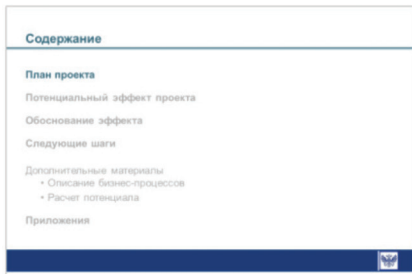 Содержание
План проекта
Потенциальный эффект проекта
Обоснование эффекта
Следующие шаги
Дополнительные материалы
• Описание бизнес-процессов
• Расчет потенциала
Приложения